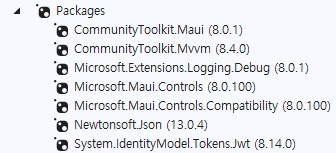 Packages
CommunityToolkit.Maui (8.0.1)
CommunityToolkit.Mvvm (8.4.0)
Microsoft.Extensions.Logging.Debug (8.0.1)
Microsoft.Maui.Controls (8.0.100)
Microsoft.Maui.Controls.Compatibility (8.0.100)
Newtonsoft.Json (13.0.4)
System.IdentityModel.Tokens.Jwt (8.14.0)